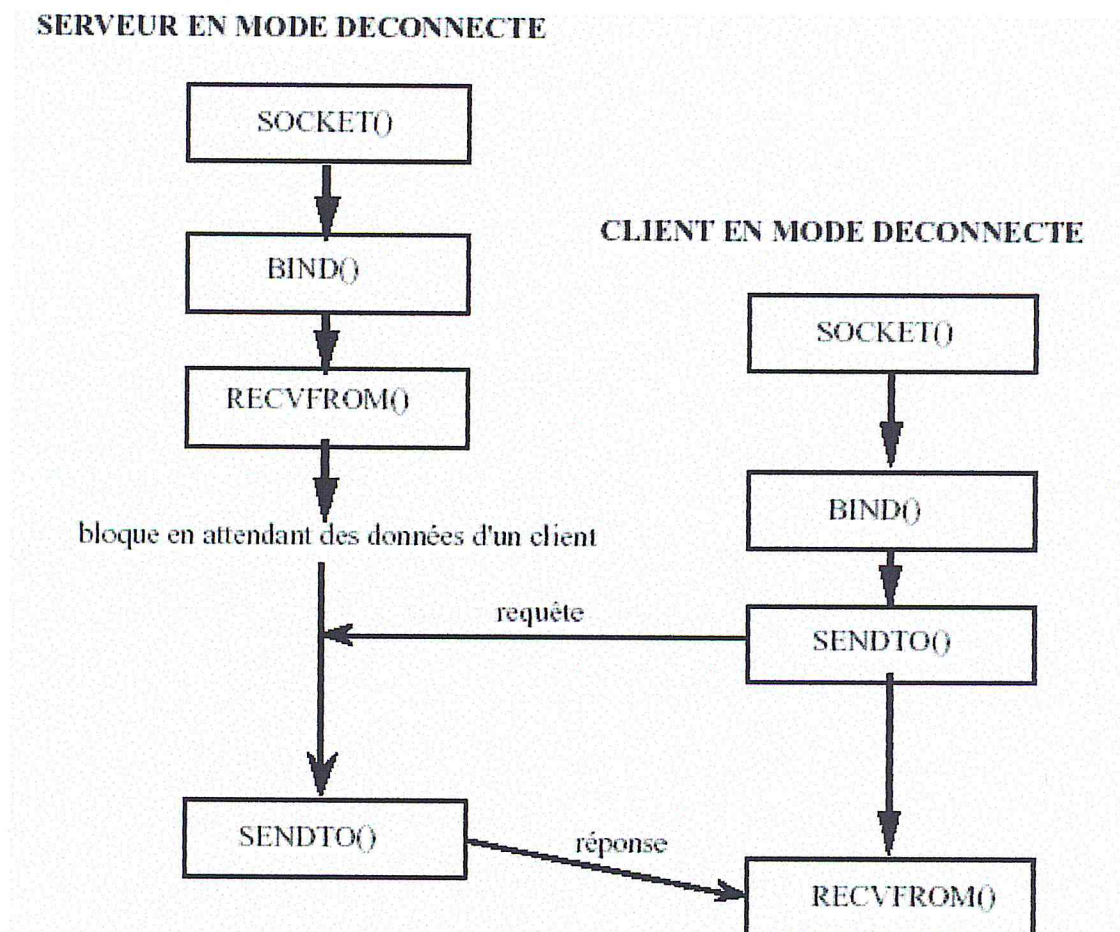 SERVEUR EN MODE DECONNECTE
SOCKET()
BIND()
RECVFROM()
bloque en attendant des données d'un client
SENDTO()
CLIENT EN MODE DECONNECTE
SOCKET()
BIND()
requête
SENDTO()
réponse
RECVFROM()